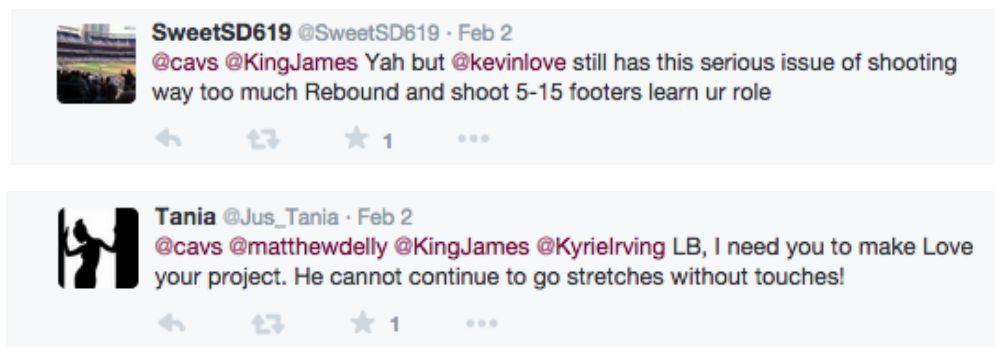 SweetSD619 @SweetSD619 · Feb 2
@cavs @KingJames Yah but @kevinlove still has this serious issue of shooting
way too much Rebound and shoot 5-15 footers learn ur role
1
Tania @Jus_Tania · Feb 2
@cavs @matthewdelly @KingJames @KyrieIrving LB, I need you to make Love
your project. He cannot continue to go stretches without touches!
1